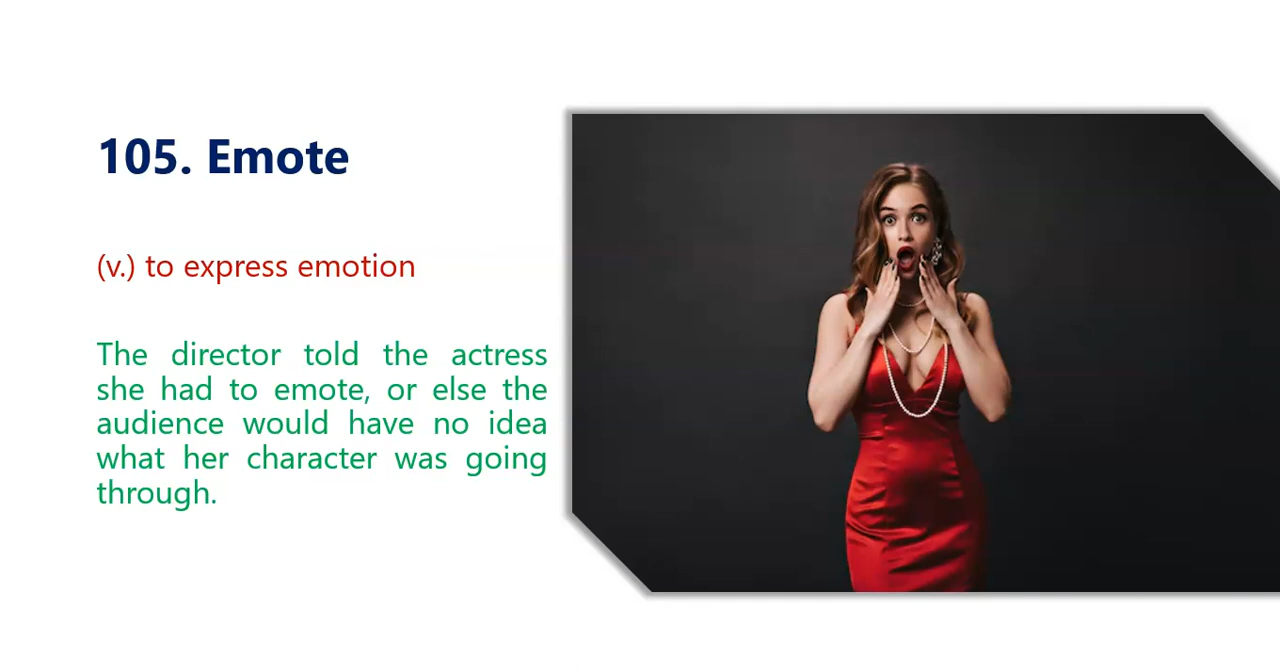 105. Emote
(v.) to express emotion
The director told the actress
she had to emote, or else the
audience would have no idea
what her character was going
through.